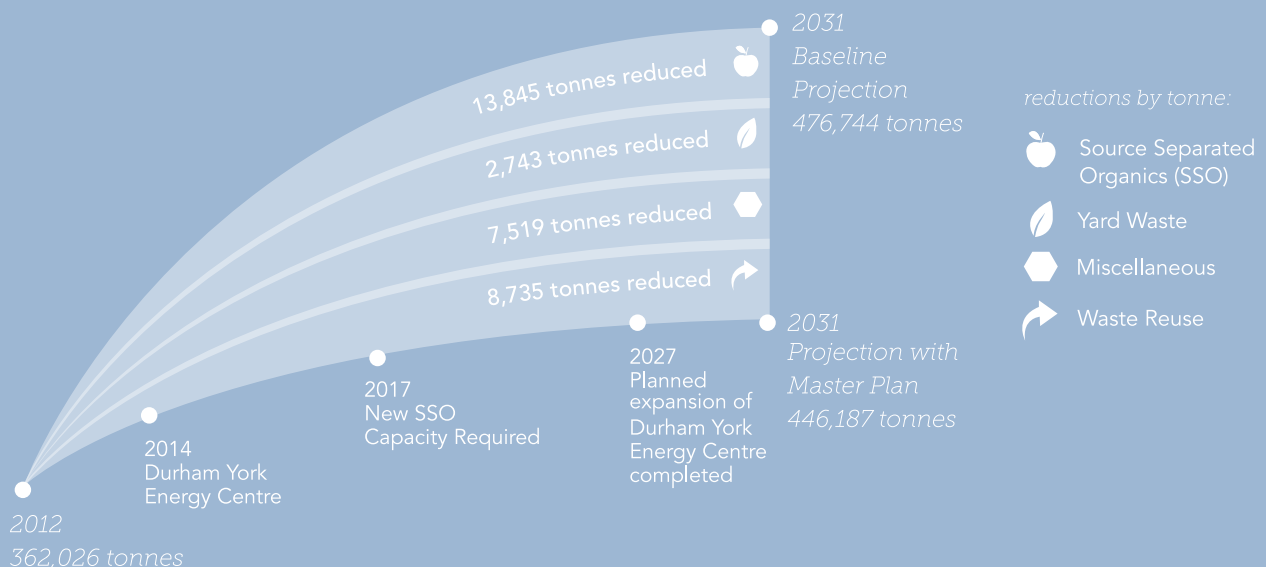 2031
Baseline
Projection
476,744 tonnes
13,845 tonnes reduced
2,743 tonnes reduced
7,519 tonnes reduced
8,735 tonnes reduced
reductions by tonne:
Source Separated
Organics (SSO)
Yard Waste
Miscellaneous
Waste Reuse
2031
Projection with
Master Plan
446,187 tonnes
2027
Planned
expansion of
Durham York
Energy Centre
completed
2017
New SSO
Capacity Required
2014
Durham York
Energy Centre
2012
362,026 tonnes